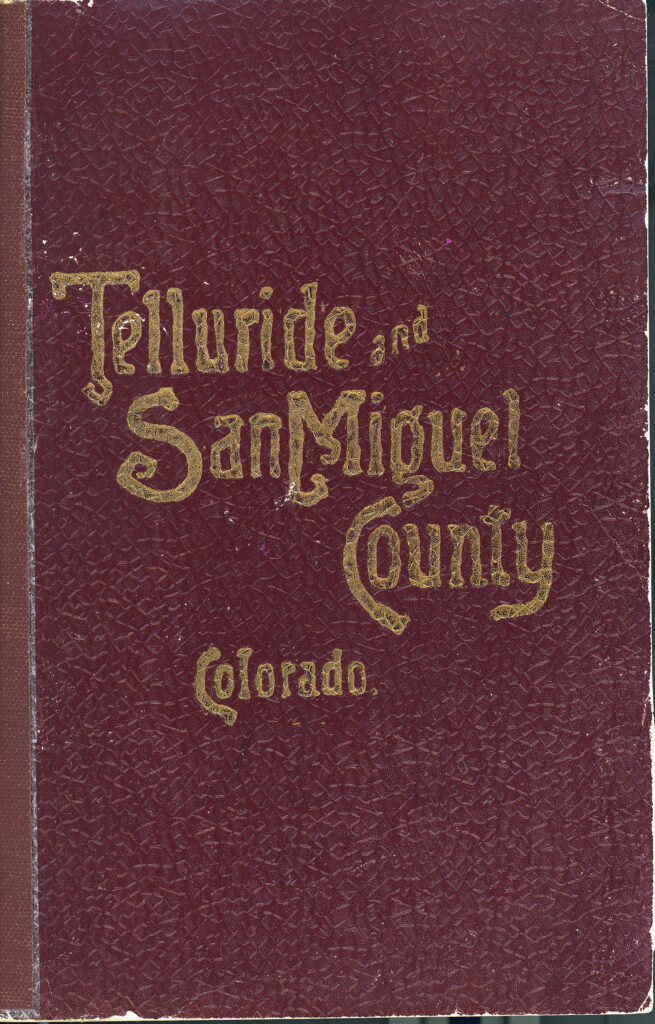 Telluride and
San Miguel
County
Colorado.